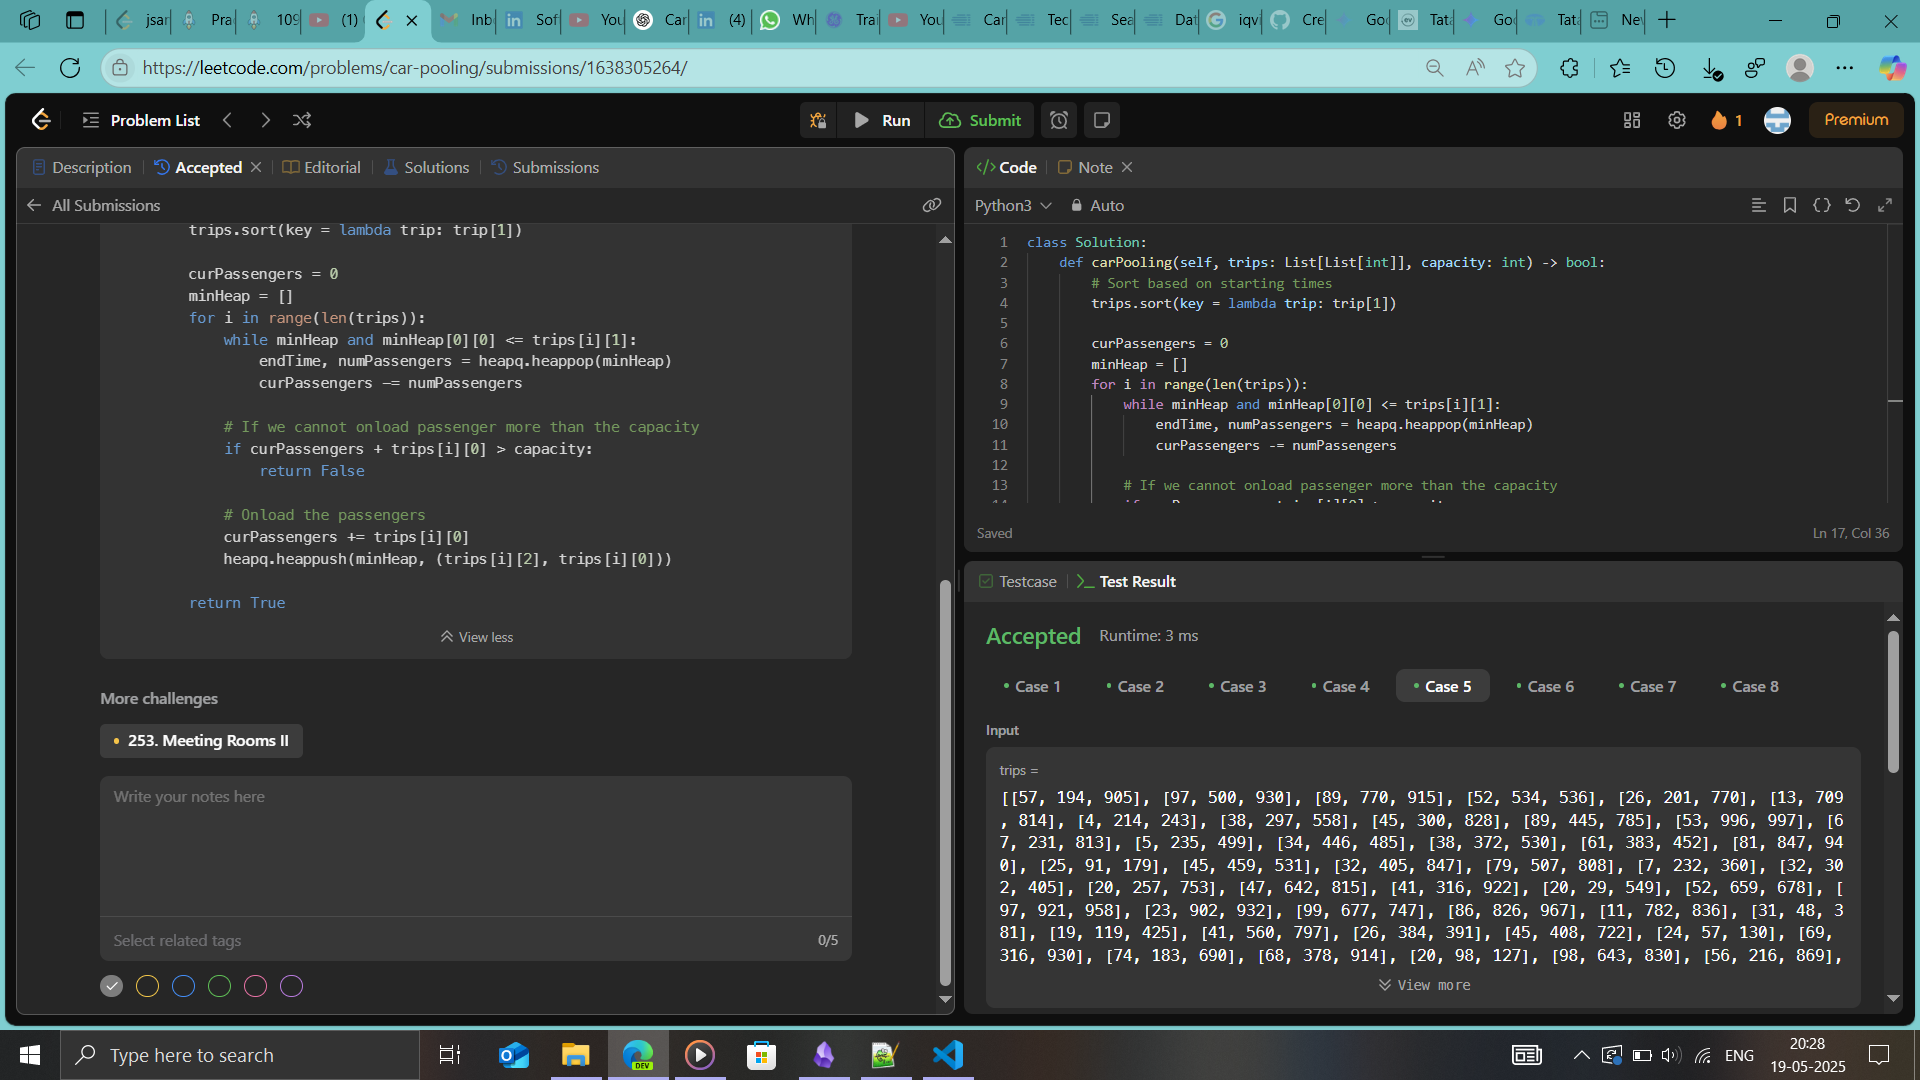 jsar
Prac
109
(1)
Inb
Sof
You
Car
(4)
Wh
Trai
You
Car
Tec
Sea
Dat
iqvi
Cre
Goo
Tata
Goo
Tata
Nev
https://leetcode.com/problems/car-pooling/submissions/1638305264/
Problem List
Run
Submit
1
Premium
Description
Accepted
Editorial
Solutions
Submissions
All Submissions
trips.sort(key = lambda trip: trip[1])
curPassengers = 0
minHeap = []
for i in range(len(trips)):
while minHeap and minHeap[0][0] <= trips[i][1]:
endTime, numPassengers = heapq.heappop(minHeap)
curPassengers -= numPassengers
# If we cannot onload passenger more than the capacity
if curPassengers + trips[i][0] > capacity:
return False
# Onload the passengers
curPassengers += trips[i][0]
heapq.heappush(minHeap, (trips[i][2], trips[i][0]))
return True
View less
More challenges
253. Meeting Rooms II
Write your notes here
Select related tags
0/5
Code
Note
Python3
Auto
1 class Solution:
2 def carPooling(self, trips: List[List[int]], capacity: int) -> bool:
3 # Sort based on starting times
4 trips.sort(key = lambda trip: trip[1])
5
6 curPassengers = 0
7 minHeap = []
8 for i in range(len(trips)):
9 while minHeap and minHeap[0][0] <= trips[i][1]:
10 endTime, numPassengers = heapq.heappop(minHeap)
11 curPassengers -= numPassengers
12
13 # If we cannot onload passenger more than the capacity
Saved
Ln 17, Col 36
Testcase
Test Result
Accepted
Runtime: 3 ms
Case 1
Case 2
Case 3
Case 4
Case 5
Case 6
Case 7
Case 8
Input
trips =
[[57, 194, 905], [97, 500, 930], [89, 770, 915], [52, 534, 536], [26, 201, 770], [13, 709
, 814], [4, 214, 243], [38, 297, 558], [45, 300, 828], [89, 445, 785], [53, 996, 997], [6
7, 231, 813], [5, 235, 499], [34, 446, 485], [38, 372, 530], [61, 383, 452], [81, 847, 94
0], [25, 91, 179], [45, 459, 531], [32, 405, 847], [79, 507, 808], [7, 232, 360], [32, 30
2, 405], [20, 257, 753], [47, 642, 815], [41, 316, 922], [20, 29, 549], [52, 659, 678], [
97, 921, 958], [23, 902, 932], [99, 677, 747], [86, 826, 967], [11, 782, 836], [31, 48, 3
81], [19, 119, 425], [41, 560, 797], [26, 384, 391], [45, 408, 722], [24, 57, 130], [69,
316, 930], [74, 183, 690], [68, 378, 914], [20, 98, 127], [98, 643, 830], [56, 216, 869],
View more
Type here to search
DEV
ENG
20:28
19-05-2025